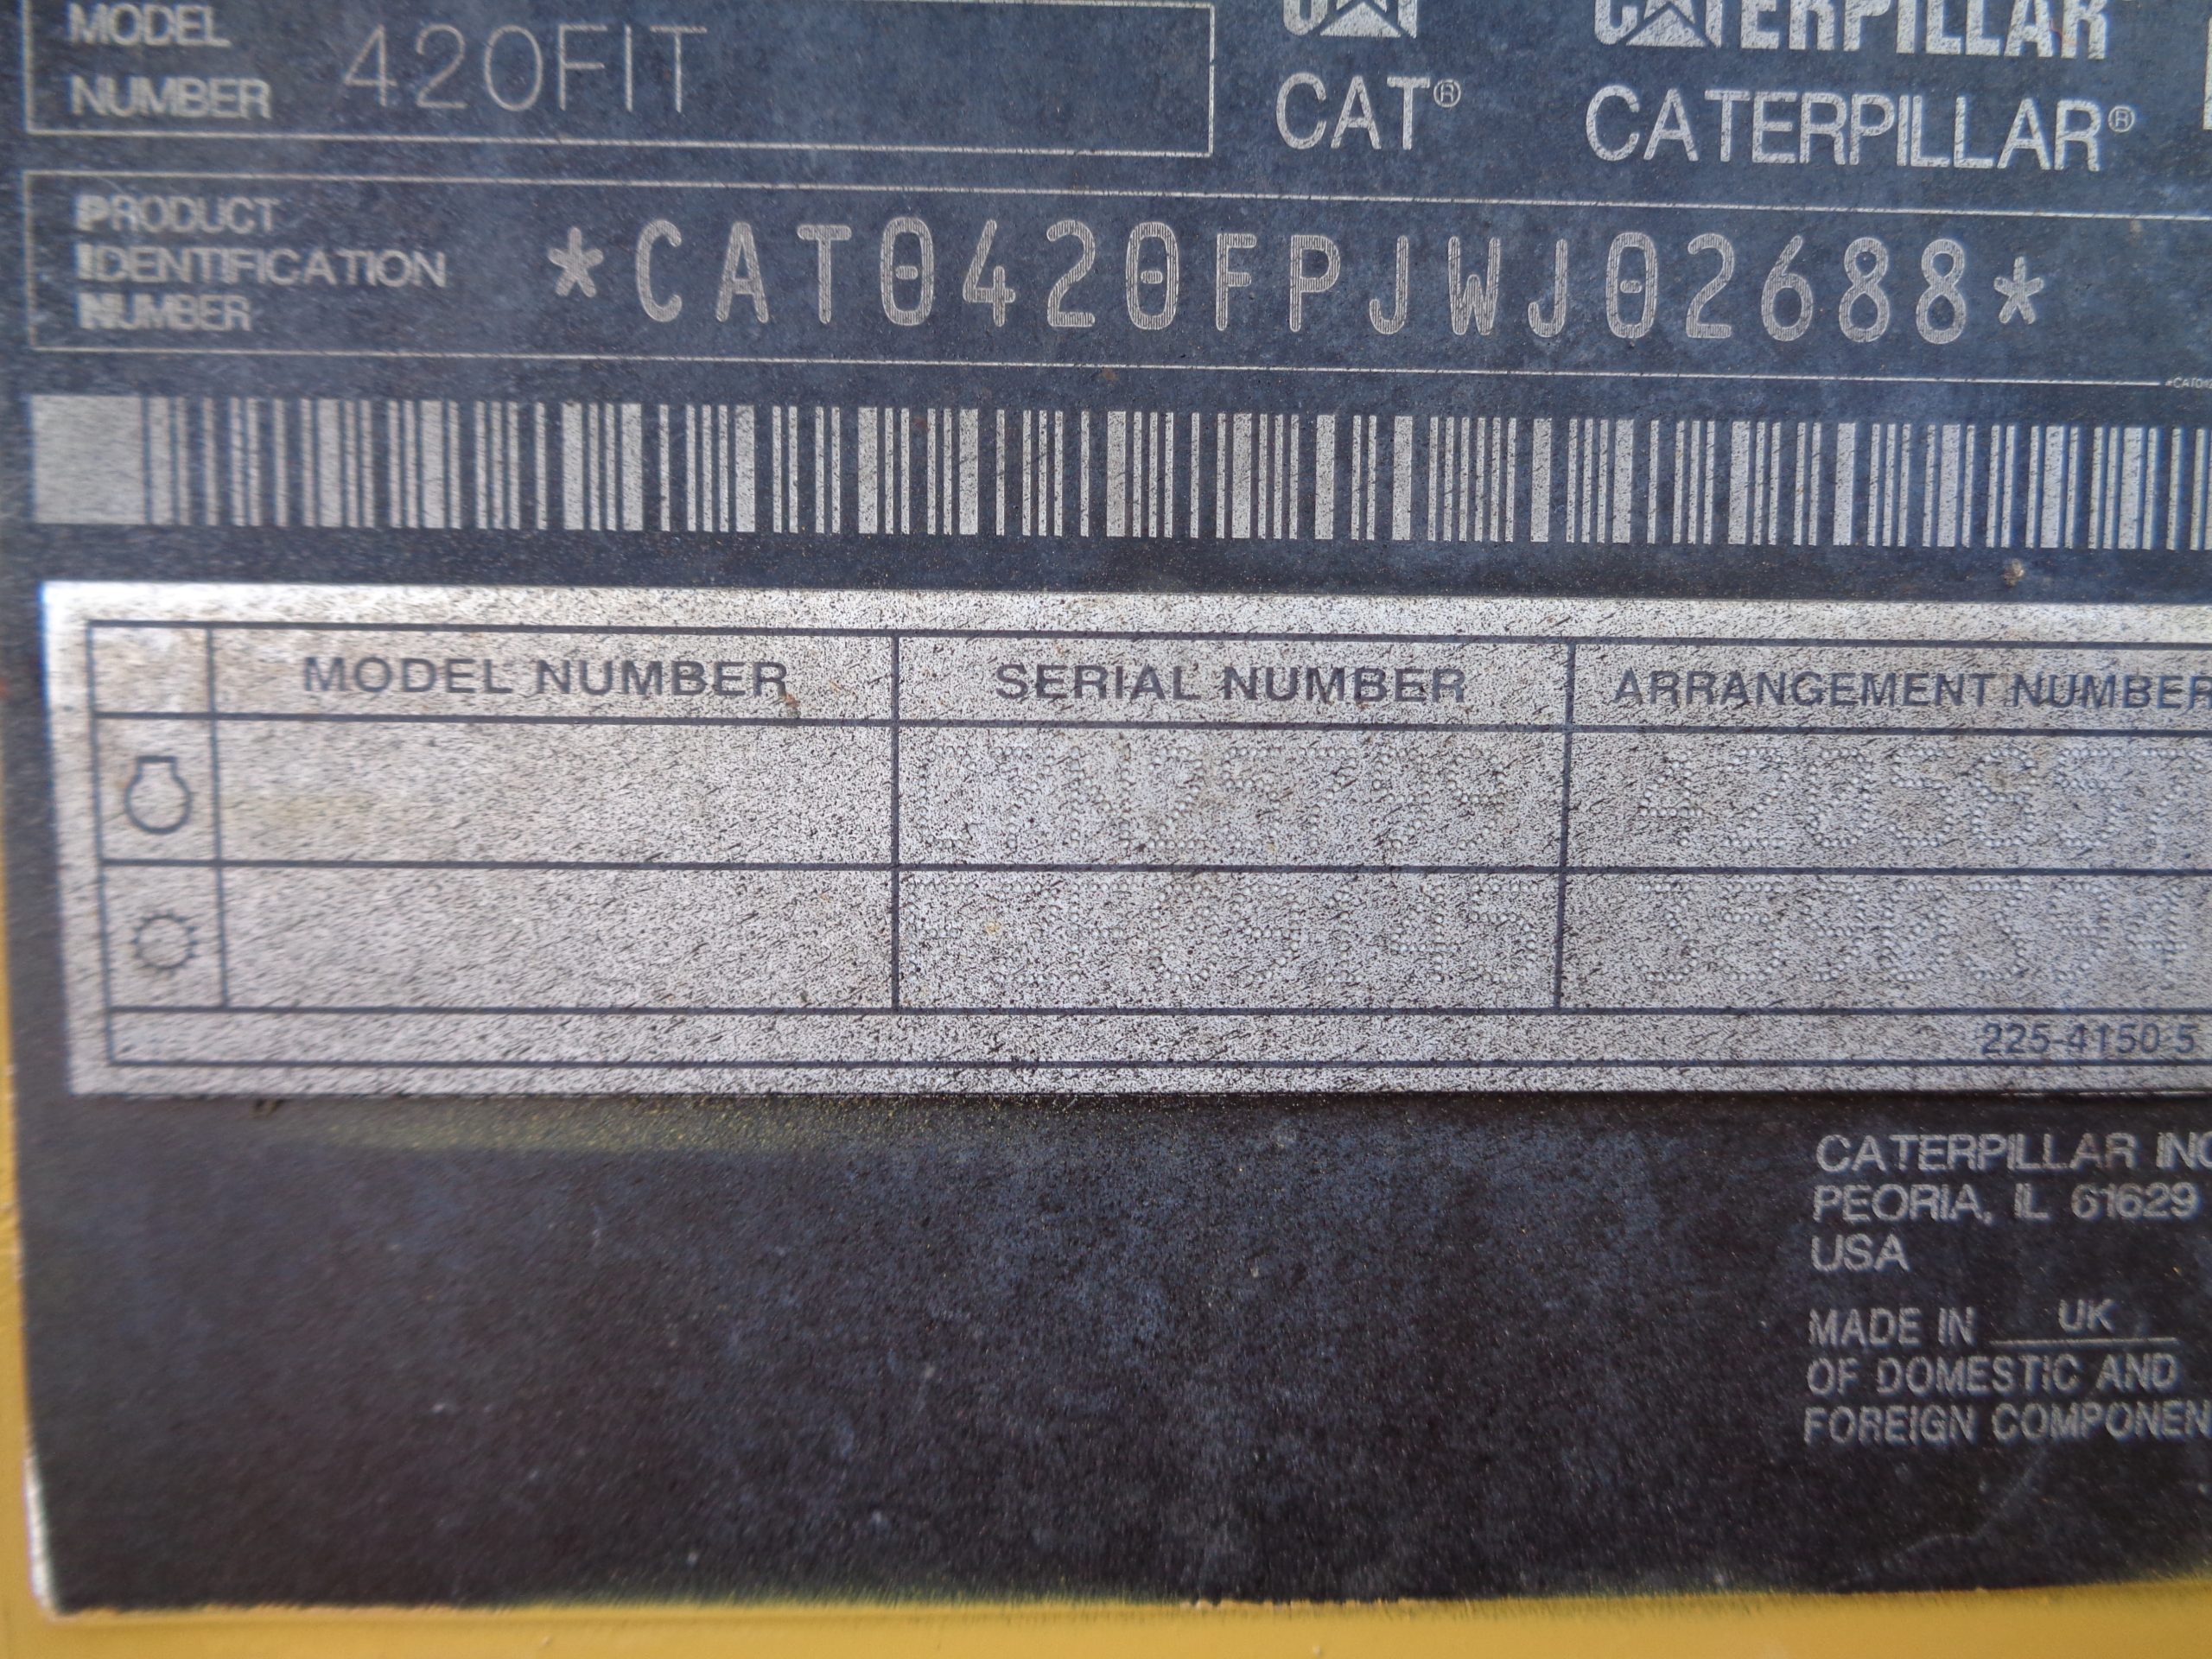 MODEL
NUMBER 420FIT
CAT CATERPILLAR
CAT® CATERPILLAR®
PRODUCT
IDENTIFICATION
NUMBER
*CAT0420FPJWJ02688*
MODEL NUMBER SERIAL NUMBER ARRANGEMENT NUMBER
225-4150 5
CATERPILLAR INC
PEORIA, IL 61629
USA
MADE IN UK
OF DOMESTIC AND
FOREIGN COMPONEN